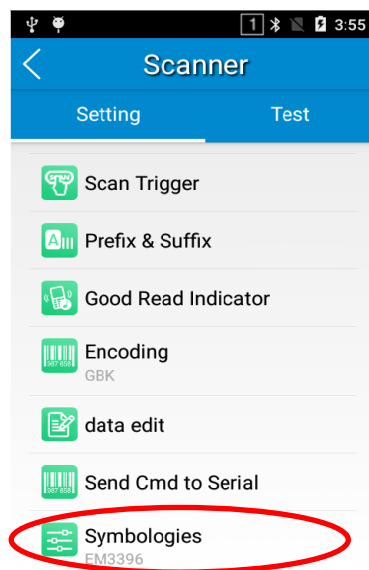 1 3:55
Scanner
Setting Test
Scan Trigger
Prefix & Suffix
Good Read Indicator
Encoding
GBK
data edit
Send Cmd to Serial
Symbologies
EM3396